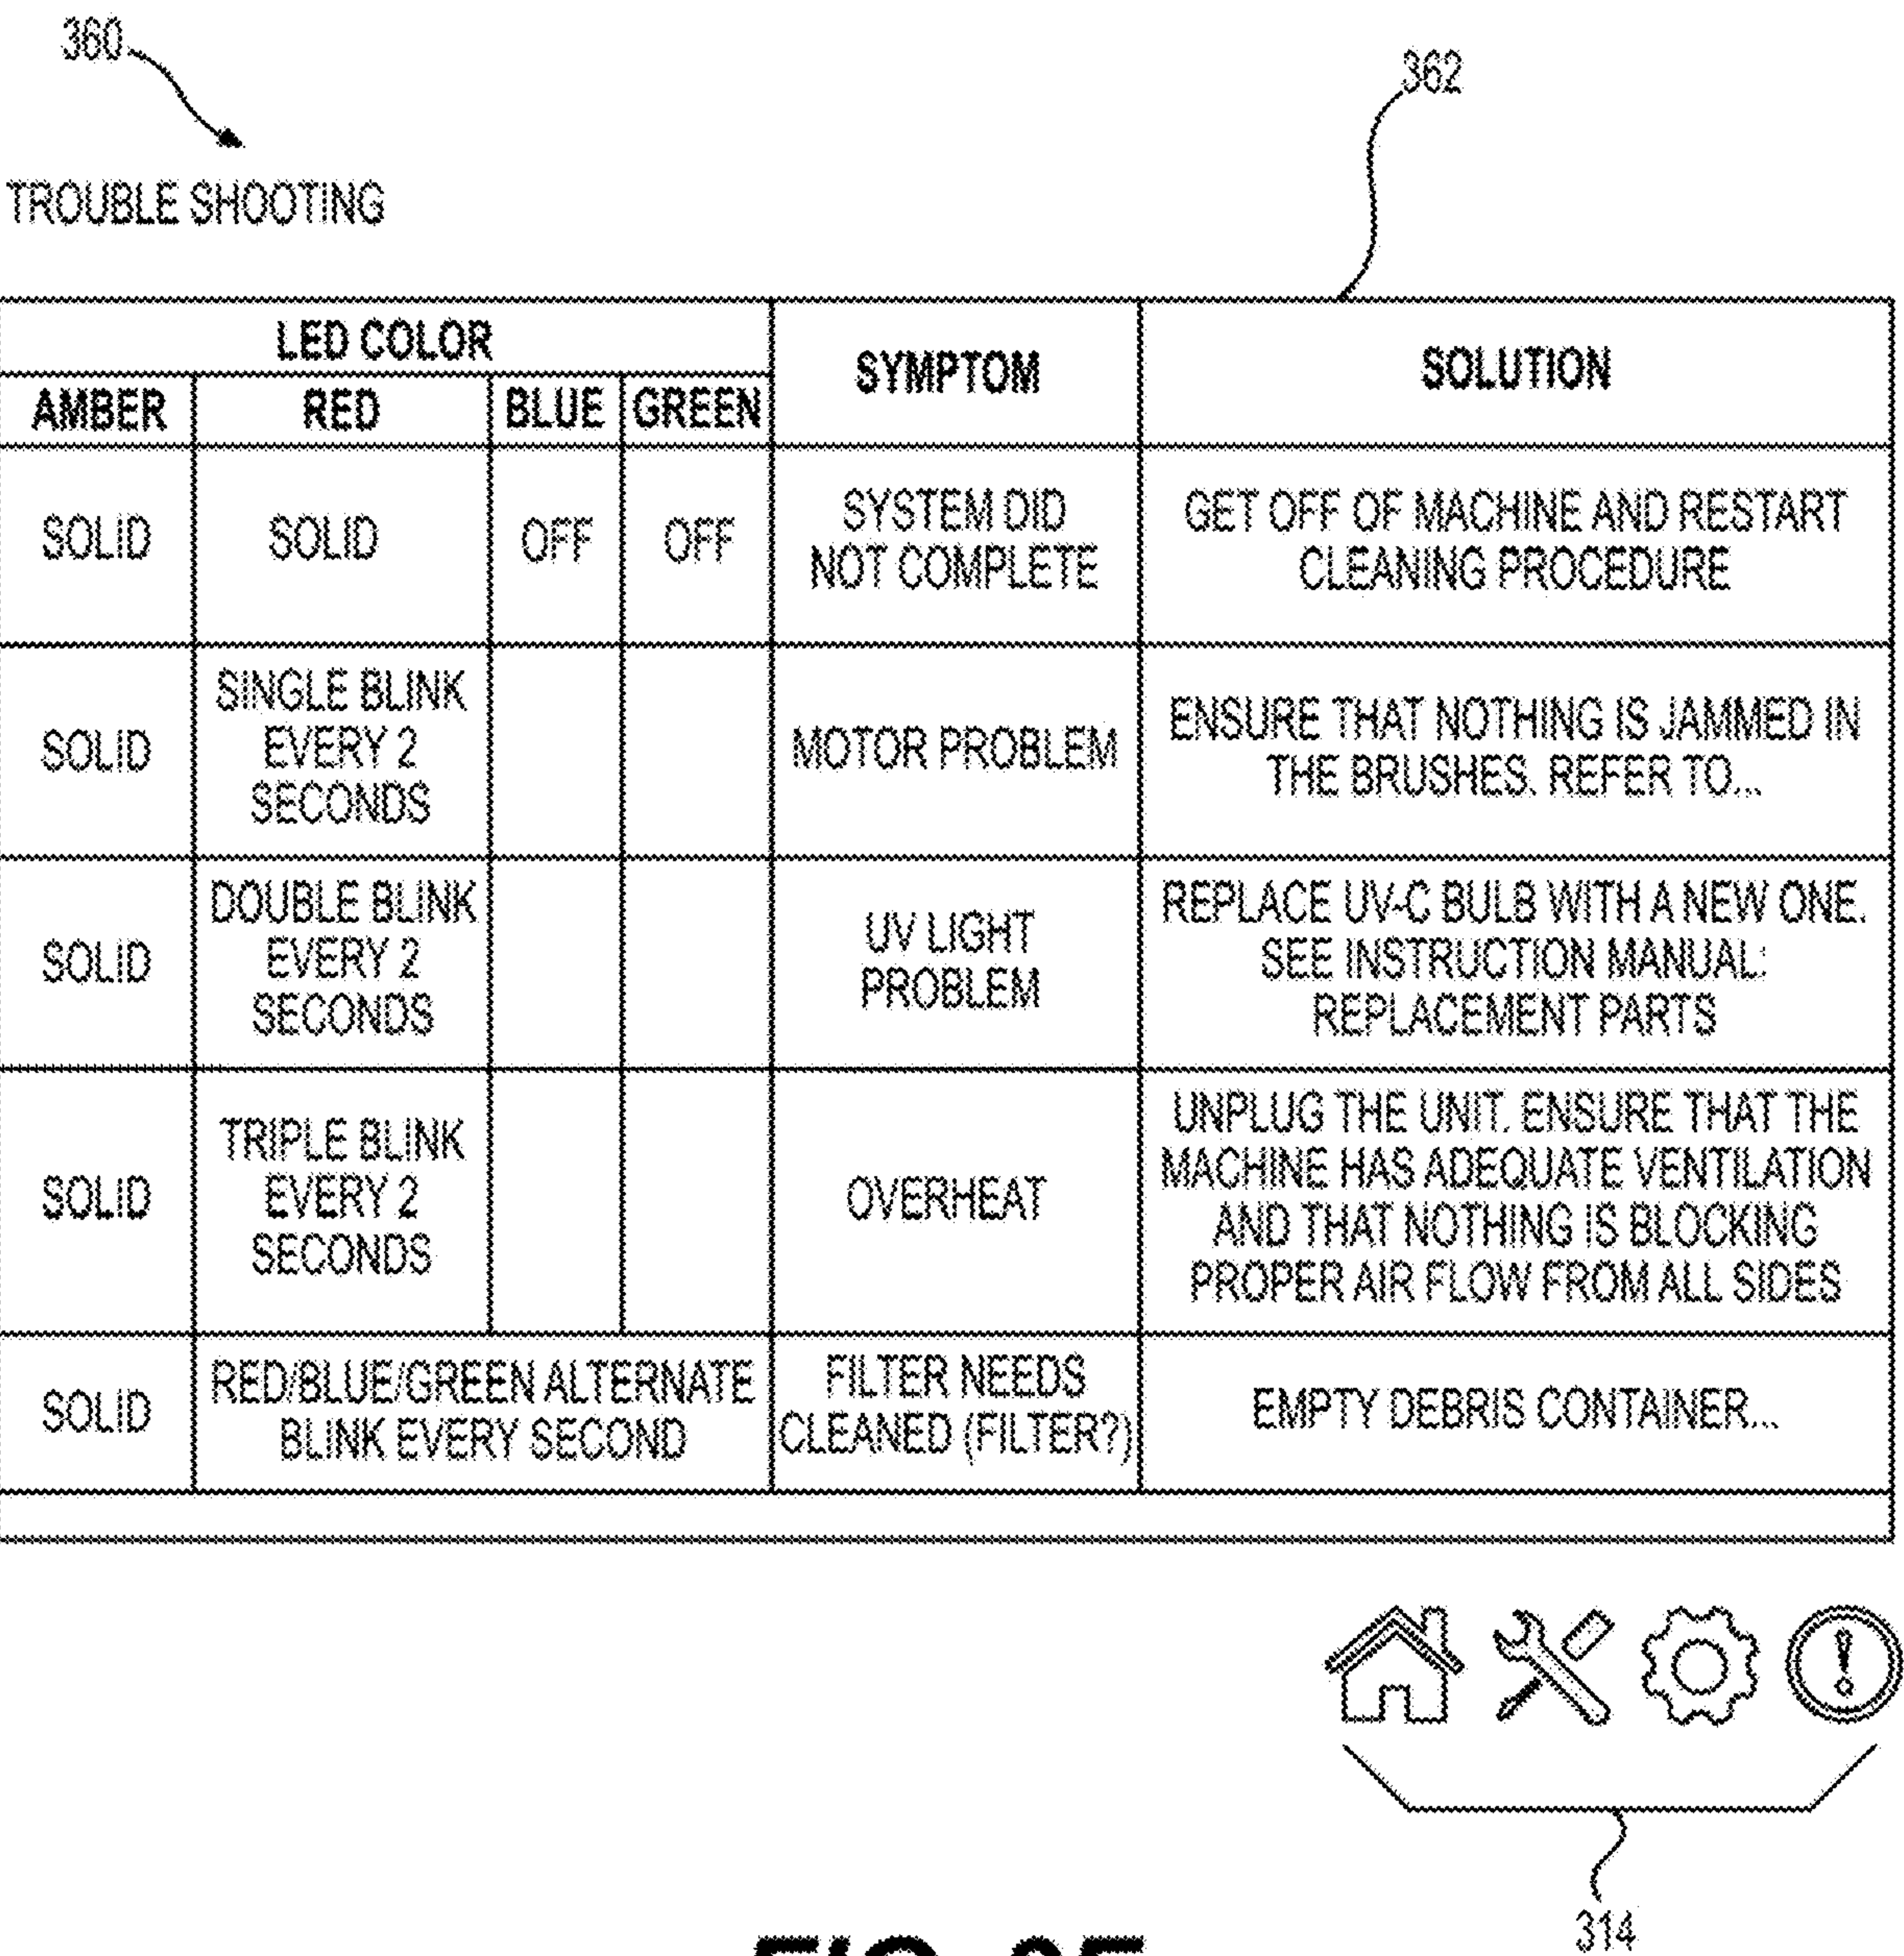 360
362
TROUBLE SHOOTING
LED COLOR
SYMPTOM
SOLUTION
AMBER
RED
BLUE
GREEN
SOLID
SOLID
OFF
OFF
SYSTEM DID
NOT COMPLETE
GET OFF OF MACHINE AND RESTART
CLEANING PROCEDURE
SOLID
SINGLE BLINK
EVERY 2
SECONDS
MOTOR PROBLEM
ENSURE THAT NOTHING IS JAMMED IN
THE BRUSHES. REFER TO...
SOLID
DOUBLE BLINK
EVERY 2
SECONDS
UV LIGHT
PROBLEM
REPLACE UV-C BULB WITH A NEW ONE.
SEE INSTRUCTION MANUAL:
REPLACEMENT PARTS
SOLID
TRIPLE BLINK
EVERY 2
SECONDS
OVERHEAT
UNPLUG THE UNIT. ENSURE THAT THE
MACHINE HAS ADEQUATE VENTILATION
AND THAT NOTHING IS BLOCKING
PROPER AIR FLOW FROM ALL SIDES
SOLID
RED/BLUE/GREEN ALTERNATE
BLINK EVERY SECOND
FILTER NEEDS
CLEANED (FILTER?)
EMPTY DEBRIS CONTAINER...
314